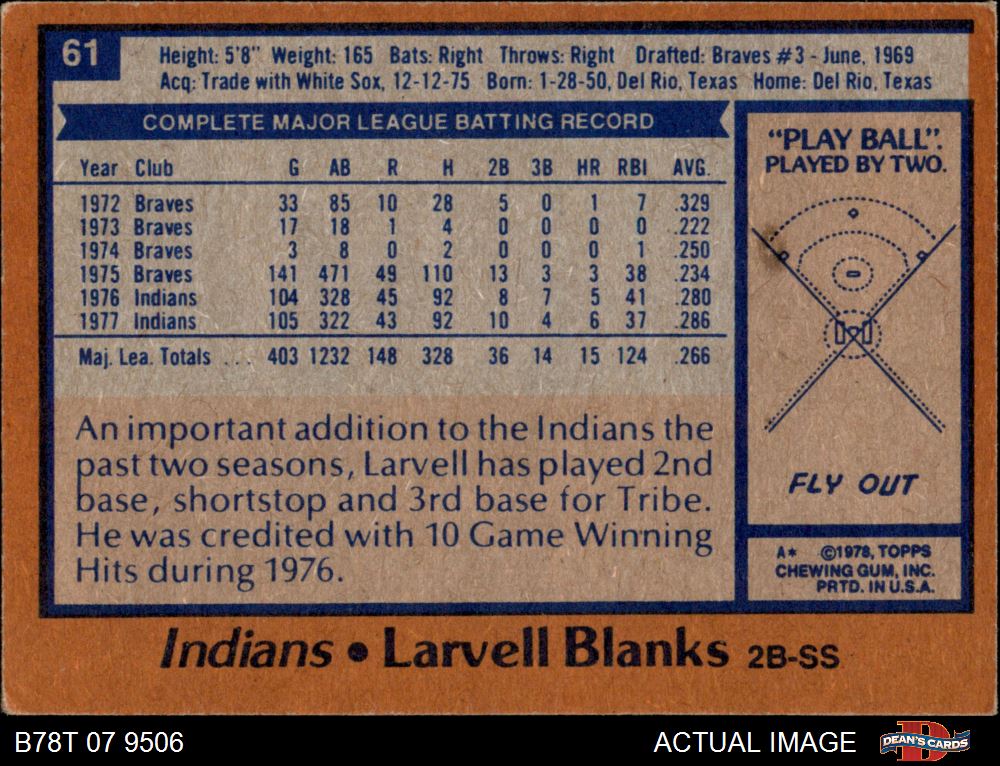 61
Height: 5'8" Weight: 165 Bats: Right Throws: Right Drafted: Braves #3 - June, 1969
Acq: Trade with White Sox, 12-12-75 Born: 1-28-50, Del Rio, Texas Home: Del Rio, Texas
COMPLETE MAJOR LEAGUE BATTING RECORD
Year Club G AB R H 2B 3B HR RBI AVG.
1972 Braves 33 85 10 28 5 0 1 7 .329
1973 Braves 17 18 1 4 0 0 0 0 .222
1974 Braves 3 8 0 2 0 0 0 1 .250
1975 Braves 141 471 49 110 13 3 3 38 .234
1976 Indians 104 328 45 92 8 7 5 41 .280
1977 Indians 105 322 43 92 10 4 6 37 .286
Maj. Lea. Totals . . . 403 1232 148 328 36 14 15 124 .266
An important addition to the Indians the
past two seasons, Larvell has played 2nd
base, shortstop and 3rd base for Tribe.
He was credited with 10 Game Winning
Hits during 1976.
"PLAY BALL".
PLAYED BY TWO.
FLY OUT
A* ©1978, TOPPS
CHEWING GUM, INC.
PRTD. IN U.S.A.
Indians • Larvell Blanks 2B-SS
B78T 07 9506
ACTUAL IMAGE
DEAN'S CARDS